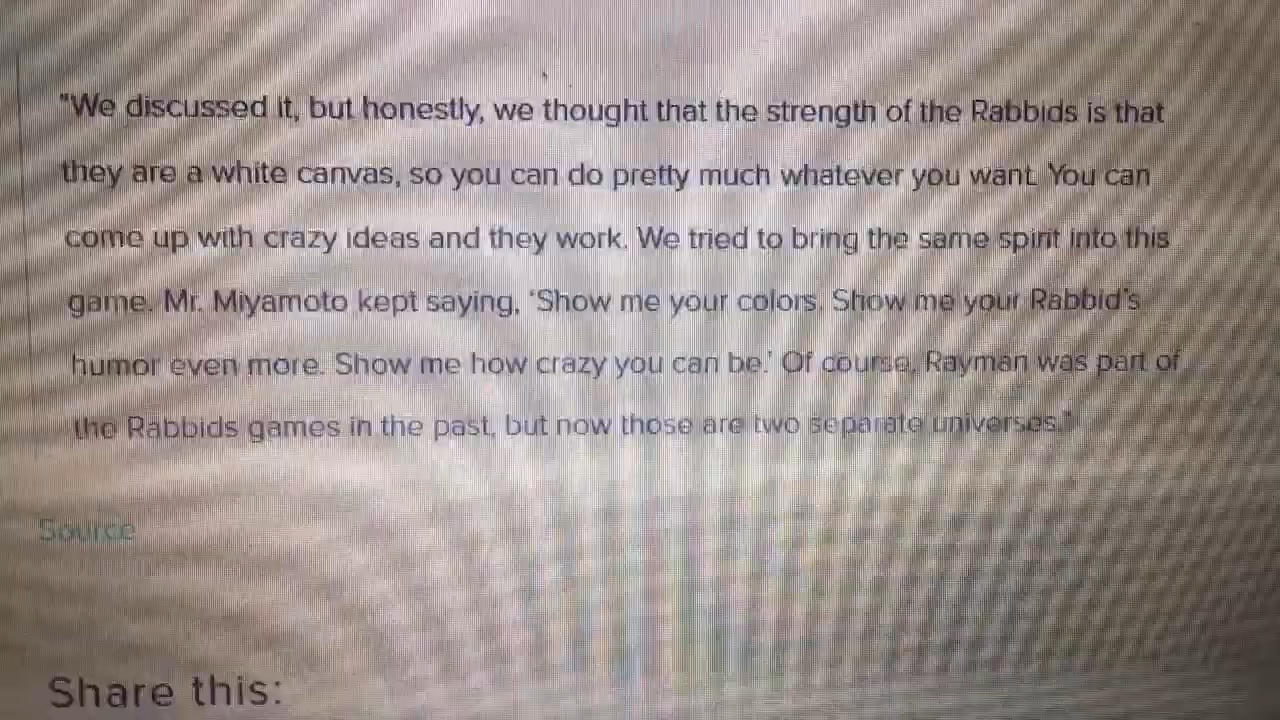 "We discussed it, but honestly, we thought that the strength of the Rabbids is that
they are a white canvas, so you can do pretty much whatever you want. You can
come up with crazy ideas and they work. We tried to bring the same spirit into this
game. Mr. Miyamoto kept saying, 'Show me your colors. Show me your Rabbid's
humor even more. Show me how crazy you can be.' Of course, Rayman was part of
the Rabbids games in the past, but now those are two separate universes."
Source
Share this: